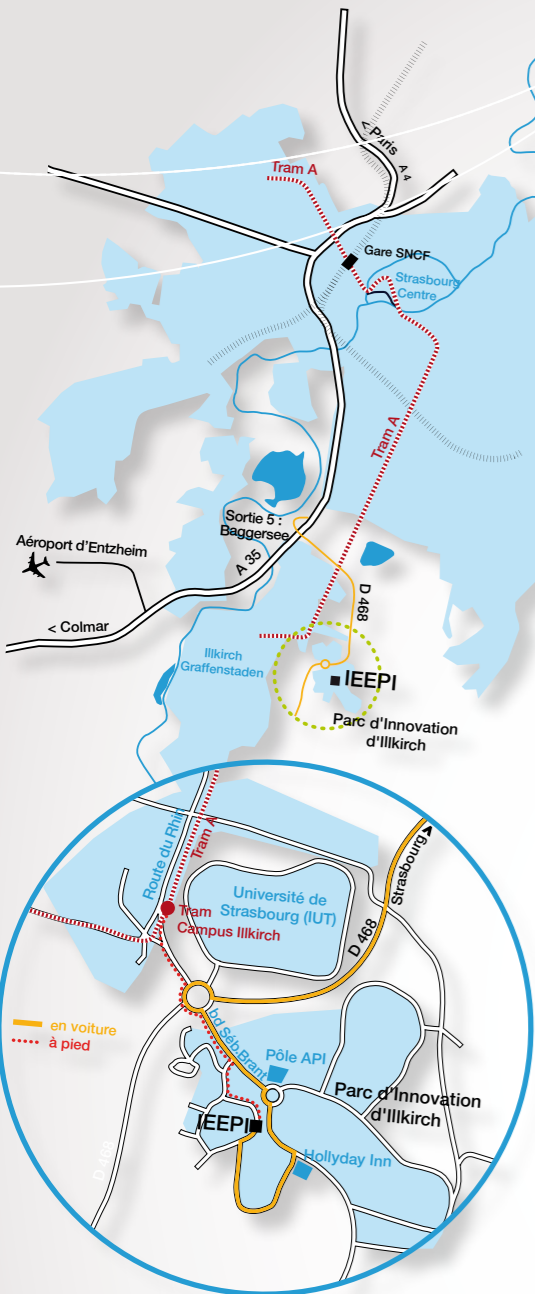 < Paris
A 4
Tram A
Gare SNCF
Strasbourg
Centre
Tram A
Sortie 5 :
Baggersee
Aéroport d'Entzheim
A 35
D 468
< Colmar
Illkirch
Graffenstaden
IEEPI
Parc d'Innovation
d'Illkirch
Route du Rhin
Tram A
Strasbourg
Université de
Strasbourg (IUT)
Tram
Campus Illkirch
D 468
en voiture
à pied
bd Séb Brant
Pôle API
Parc d'Innovation
d'Illkirch
IEEPI
Hollyday Inn
D 468